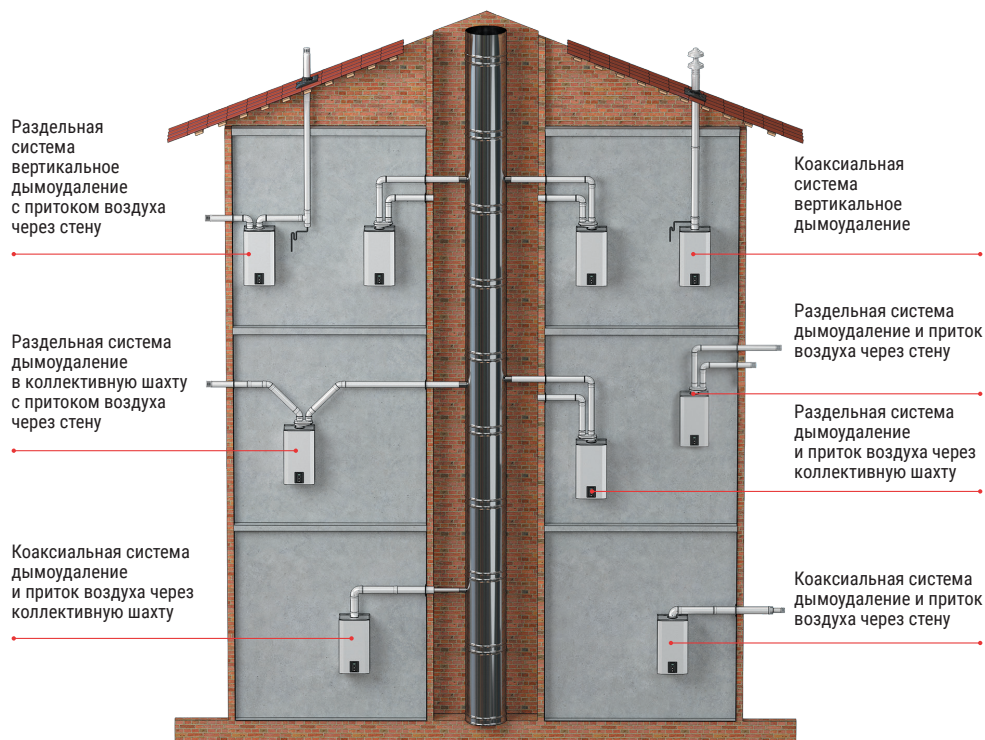 Раздельная
система
вертикальное
дымоудаление
с притоком воздуха
через стену
Раздельная система
дымоудаление
в коллективную шахту
с притоком воздуха
через стену
Коаксиальная система
дымоудаление
и приток воздуха через
коллективную шахту
Коаксиальная
система
вертикальное
дымоудаление
Раздельная система
дымоудаление и приток
воздуха через стену
Раздельная система
дымоудаление
и приток воздуха через
коллективную шахту
Коаксиальная система
дымоудаление и приток
воздуха через стену